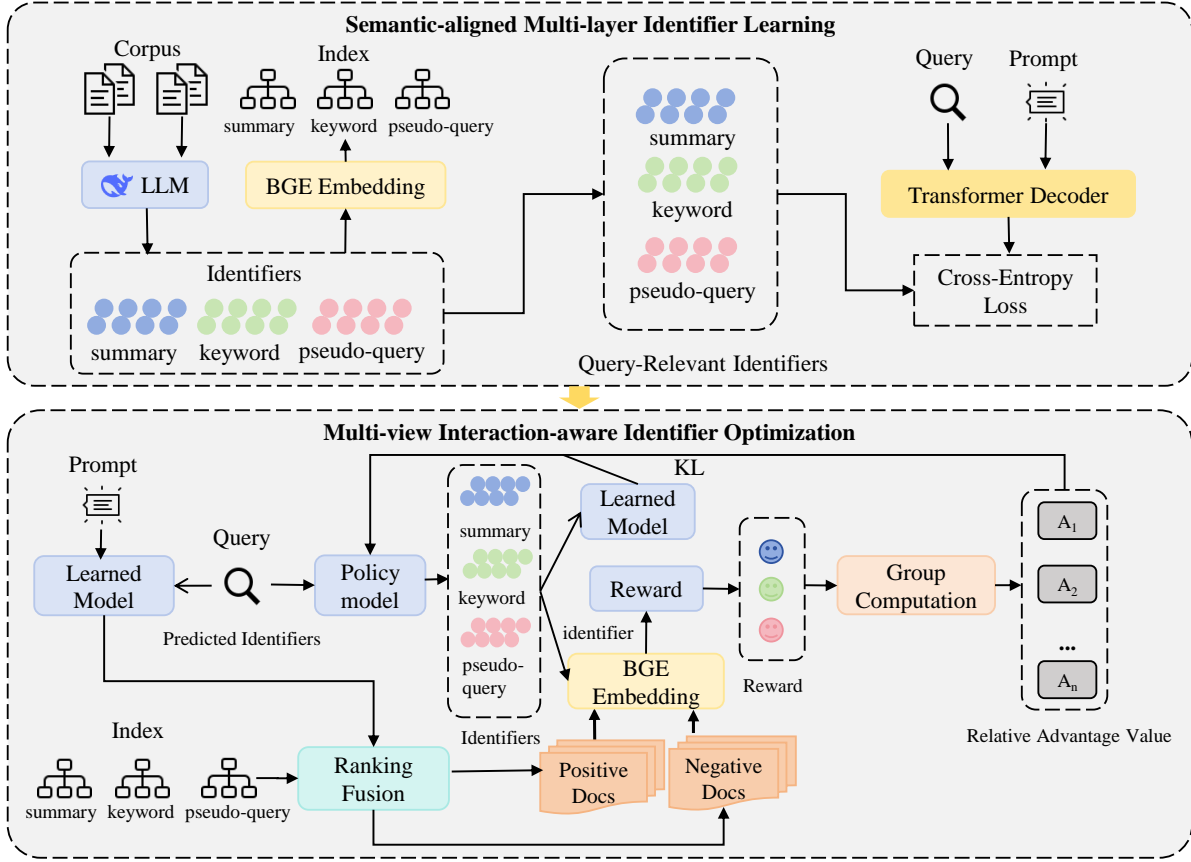 Semantic-aligned Multi-layer Identifier Learning
Corpus
Index
summary
keyword
pseudo-query
LLM
BGE Embedding
Identifiers
summary
keyword
pseudo-query
summary
keyword
pseudo-query
Query-Relevant Identifiers
Query
Prompt
Transformer Decoder
Cross-Entropy
Loss
Multi-view Interaction-aware Identifier Optimization
Prompt
Learned
Model
Query
Predicted Identifiers
Policy
model
summary
keyword
pseudo-
query
Identifiers
KL
Learned
Model
Reward
identifier
BGE
Embedding
Reward
Group
Computation
A1
A2
...
An
Relative Advantage Value
Index
summary
keyword
pseudo-query
Ranking
Fusion
Positive
Docs
Negative
Docs